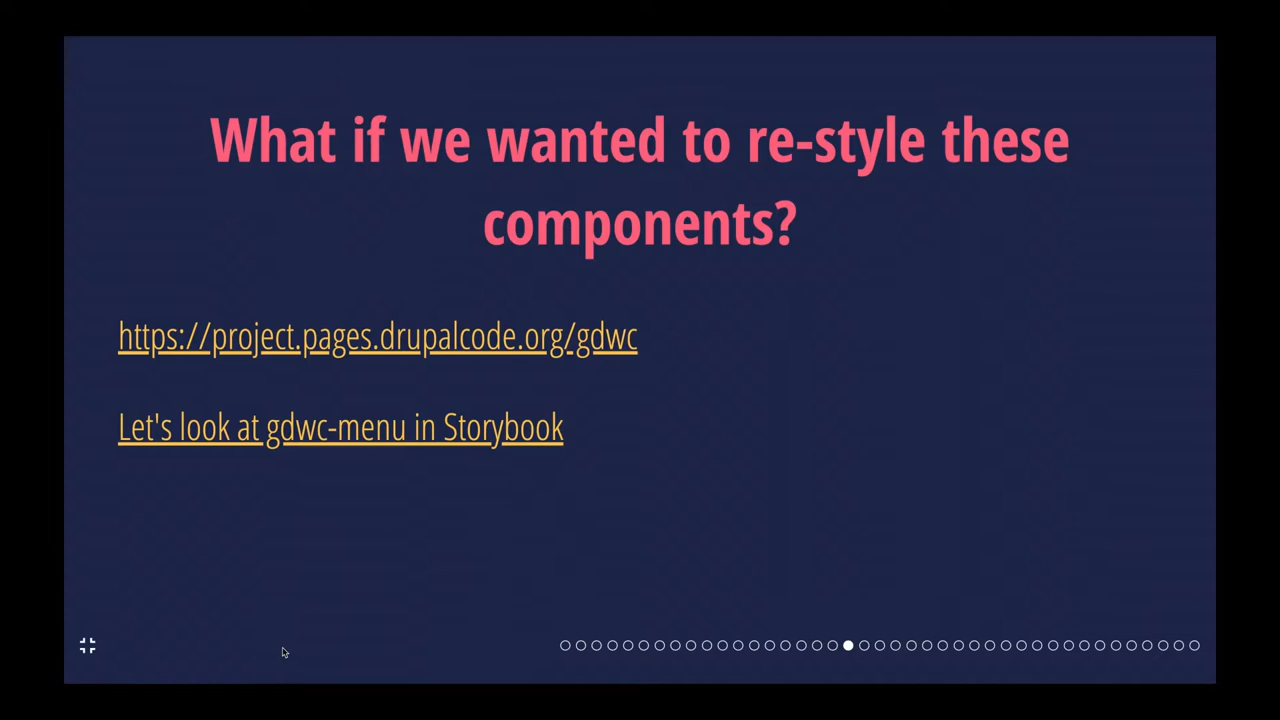 What if we wanted to re-style these
components?
https://project.pages.drupalcode.org/gdwc
Let's look at gdwc-menu in Storybook